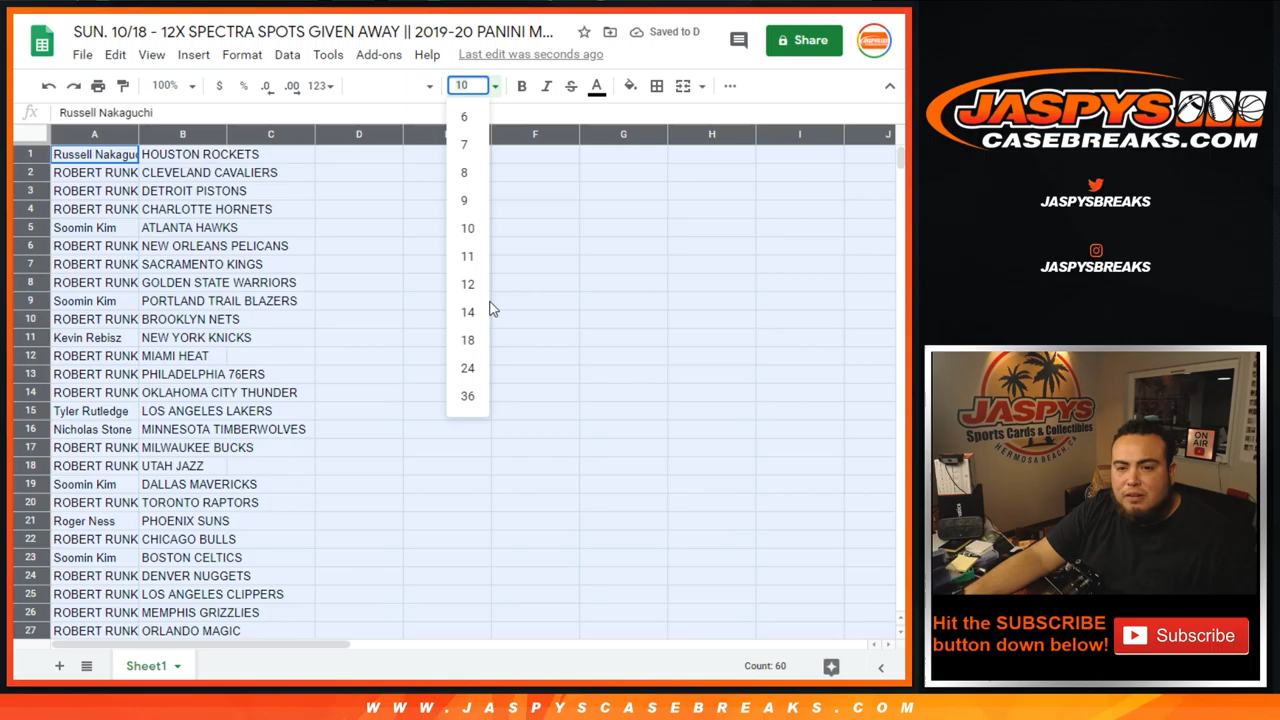 SUN. 10/18 - 12X SPECTRA SPOTS GIVEN AWAY || 2019-20 PANINI M...
Saved to D
File Edit View Insert Format Data Tools Add-ons Help Last edit was seconds ago
Share
100% $ % .0 .00 123 10 B I S A
fx Russell Nakaguchi
A B C D F G H I J
1 Russell Nakaguc HOUSTON ROCKETS
2 ROBERT RUNK CLEVELAND CAVALIERS
3 ROBERT RUNK DETROIT PISTONS
4 ROBERT RUNK CHARLOTTE HORNETS
5 Soomin Kim ATLANTA HAWKS
6 ROBERT RUNK NEW ORLEANS PELICANS
7 ROBERT RUNK SACRAMENTO KINGS
8 ROBERT RUNK GOLDEN STATE WARRIORS
9 Soomin Kim PORTLAND TRAIL BLAZERS
10 ROBERT RUNK BROOKLYN NETS
11 Kevin Rebisz NEW YORK KNICKS
12 ROBERT RUNK MIAMI HEAT
13 ROBERT RUNK PHILADELPHIA 76ERS
14 ROBERT RUNK OKLAHOMA CITY THUNDER
15 Tyler Rutledge LOS ANGELES LAKERS
16 Nicholas Stone MINNESOTA TIMBERWOLVES
17 ROBERT RUNK MILWAUKEE BUCKS
18 ROBERT RUNK UTAH JAZZ
19 Soomin Kim DALLAS MAVERICKS
20 ROBERT RUNK TORONTO RAPTORS
21 Roger Ness PHOENIX SUNS
22 ROBERT RUNK CHICAGO BULLS
23 Soomin Kim BOSTON CELTICS
24 ROBERT RUNK DENVER NUGGETS
25 ROBERT RUNK LOS ANGELES CLIPPERS
26 ROBERT RUNK MEMPHIS GRIZZLIES
27 ROBERT RUNK ORLANDO MAGIC
6
7
8
9
10
11
12
14
18
24
36
Sheet1
Count: 60
JASPYS
CASEBREAKS.COM
JASPYSBREAKS
JASPYSBREAKS
JASPYS
Sports Cards & Collectibles
HERMOSA BEACH, CA
ON AIR
Hit the SUBSCRIBE
button down below!
Subscribe
WWW.JASPYSCASEBREAKS.COM